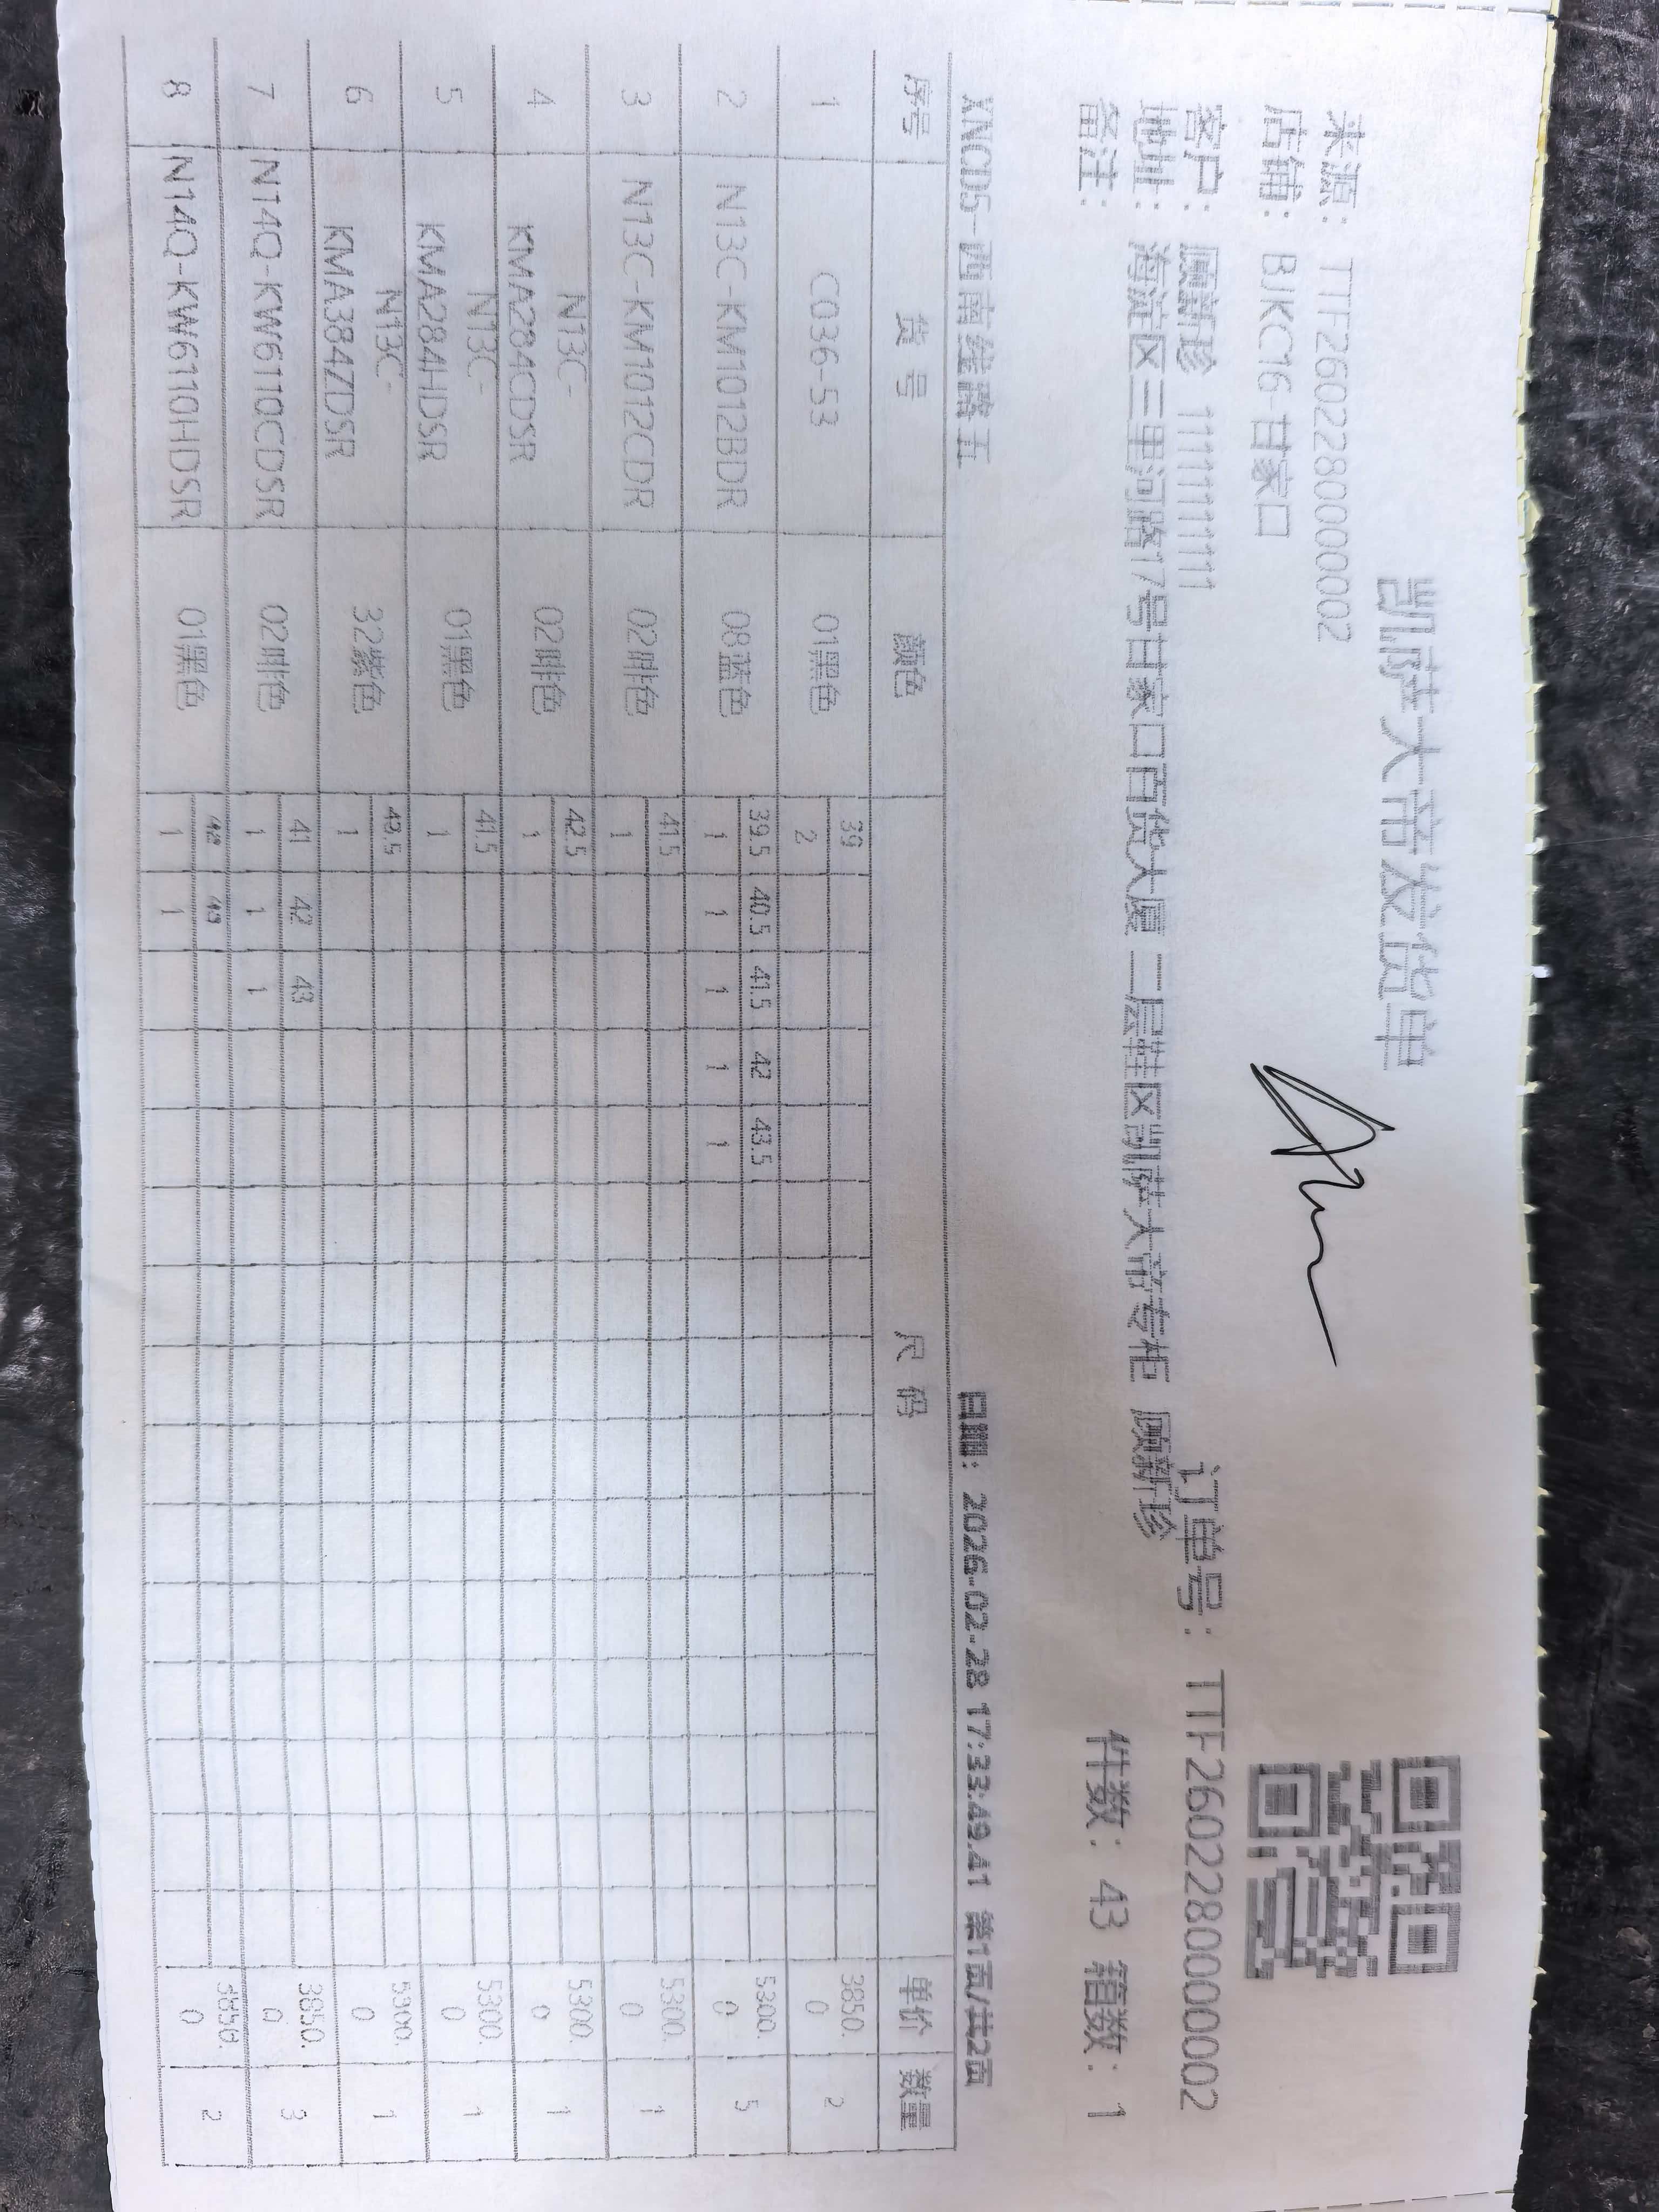 凯萨大帝发货单
来源: TTF260228000002
店铺: BJKC16-甘家口
订单号: TTF260228000002
客户: 顾新珍 11111111111
地址: 海淀区三里河路17号甘家口百货大厦 二层鞋区凯萨大帝专柜 顾新珍
备注:
件数: 43 箱数: 1
XNCD5-西南线路五 日期: 2026-02-28 17:33:49.41 第1页/共2页
序号 货号 颜色 尺码 单价 数量
39
1 C036-53 01黑色 2 3850.0 2
39.5 40.5 41.5 42 43.5
2 N13C-KM1012BDR 08蓝色 1 1 1 1 1 5300.0 5
41.5
3 N13C-KM1012CDR 02啡色 1 5300.0 1
42.5
4 N13C-KMA284CDSR 02啡色 1 5300.0 1
41.5
5 N13C-KMA284HDSR 01黑色 1 5300.0 1
43.5
6 N13C-KMA384ZDSR 32紫色 1 5300.0 1
41 42 43
7 N14Q-KW6110CDSR 02啡色 1 1 1 3850.0 3
43
8 N14Q-KW6110HDSR 01黑色 1 1 3850.0 2